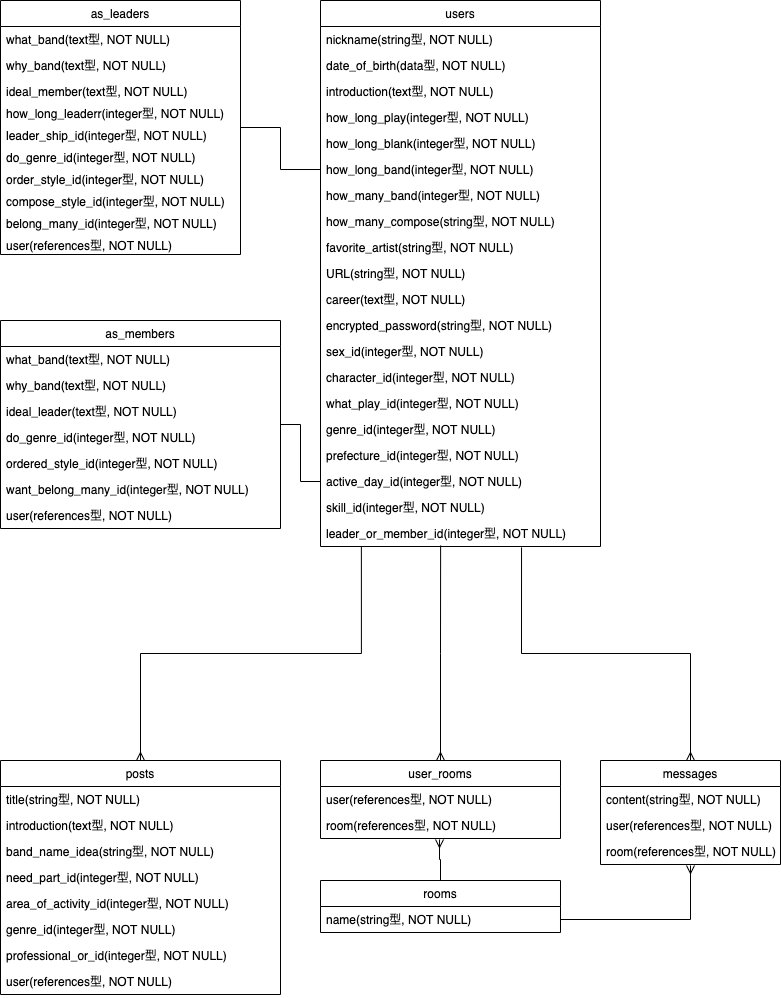 as_leaders
what_band(text型, NOT NULL)
why_band(text型, NOT NULL)
ideal_member(text型, NOT NULL)
how_long_leaderr(integer型, NOT NULL)
leader_ship_id(integer型, NOT NULL)
do_genre_id(integer型, NOT NULL)
order_style_id(integer型, NOT NULL)
compose_style_id(integer型, NOT NULL)
belong_many_id(integer型, NOT NULL)
user(references型, NOT NULL)
users
nickname(string型, NOT NULL)
date_of_birth(data型, NOT NULL)
introduction(text型, NOT NULL)
how_long_play(integer型, NOT NULL)
how_long_blank(integer型, NOT NULL)
how_long_band(integer型, NOT NULL)
how_many_band(integer型, NOT NULL)
how_many_compose(string型, NOT NULL)
favorite_artist(string型, NOT NULL)
URL(string型, NOT NULL)
career(text型, NOT NULL)
encrypted_password(string型, NOT NULL)
sex_id(integer型, NOT NULL)
character_id(integer型, NOT NULL)
what_play_id(integer型, NOT NULL)
genre_id(integer型, NOT NULL)
prefecture_id(integer型, NOT NULL)
active_day_id(integer型, NOT NULL)
skill_id(integer型, NOT NULL)
leader_or_member_id(integer型, NOT NULL)
as_members
what_band(text型, NOT NULL)
why_band(text型, NOT NULL)
ideal_leader(text型, NOT NULL)
do_genre_id(integer型, NOT NULL)
ordered_style_id(integer型, NOT NULL)
want_belong_many_id(integer型, NOT NULL)
user(references型, NOT NULL)
posts
title(string型, NOT NULL)
introduction(text型, NOT NULL)
band_name_idea(string型, NOT NULL)
need_part_id(integer型, NOT NULL)
area_of_activity_id(integer型, NOT NULL)
genre_id(integer型, NOT NULL)
professional_or_id(integer型, NOT NULL)
user(references型, NOT NULL)
user_rooms
user(references型, NOT NULL)
room(references型, NOT NULL)
rooms
name(string型, NOT NULL)
messages
content(string型, NOT NULL)
user(references型, NOT NULL)
room(references型, NOT NULL)